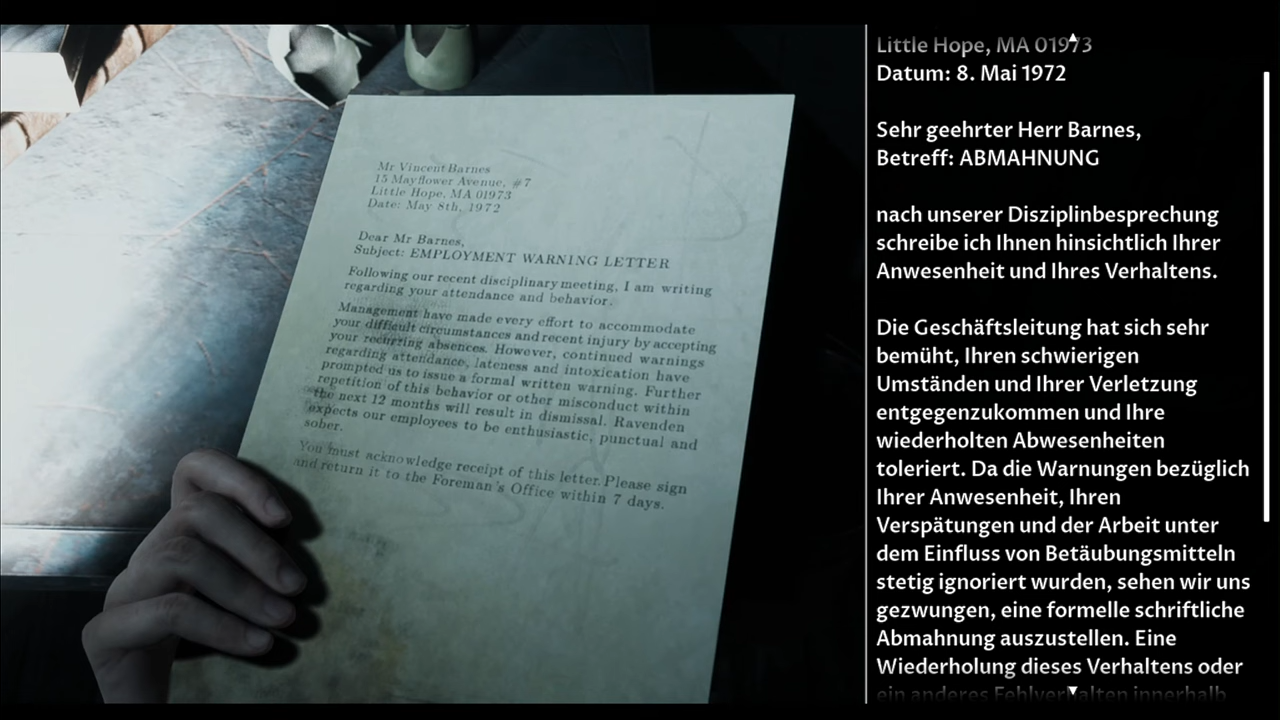 Mr Vincent Barnes
15 Mayflower Avenue, #7
Little Hope, MA 01973
Date: May 8th, 1972
Dear Mr Barnes,
Subject: EMPLOYMENT WARNING LETTER
Following our recent disciplinary meeting, I am writing
regarding your attendance and behavior.
Management have made every effort to accommodate
your difficult circumstances and recent injury by accepting
your recurring absences. However, continued warnings
regarding attendance, lateness and intoxication have
prompted us to issue a formal written warning. Further
repetition of this behavior or other misconduct within
the next 12 months will result in dismissal. Ravenden
expects our employees to be enthusiastic, punctual and
sober.
You must acknowledge receipt of this letter. Please sign
and return it to the Foreman's Office within 7 days.
Little Hope, MA 01973
Datum: 8. Mai 1972
Sehr geehrter Herr Barnes,
Betreff: ABMAHNUNG
nach unserer Disziplinbesprechung
schreibe ich Ihnen hinsichtlich Ihrer
Anwesenheit und Ihres Verhaltens.
Die Geschäftsleitung hat sich sehr
bemüht, Ihren schwierigen
Umständen und Ihrer Verletzung
entgegenzukommen und Ihre
wiederholten Abwesenheiten
toleriert. Da die Warnungen bezüglich
Ihrer Anwesenheit, Ihren
Verspätungen und der Arbeit unter
dem Einfluss von Betäubungsmitteln
stetig ignoriert wurden, sehen wir uns
gezwungen, eine formelle schriftliche
Abmahnung auszustellen. Eine
Wiederholung dieses Verhaltens oder
ein anderes Fehlverhalten innerhalb